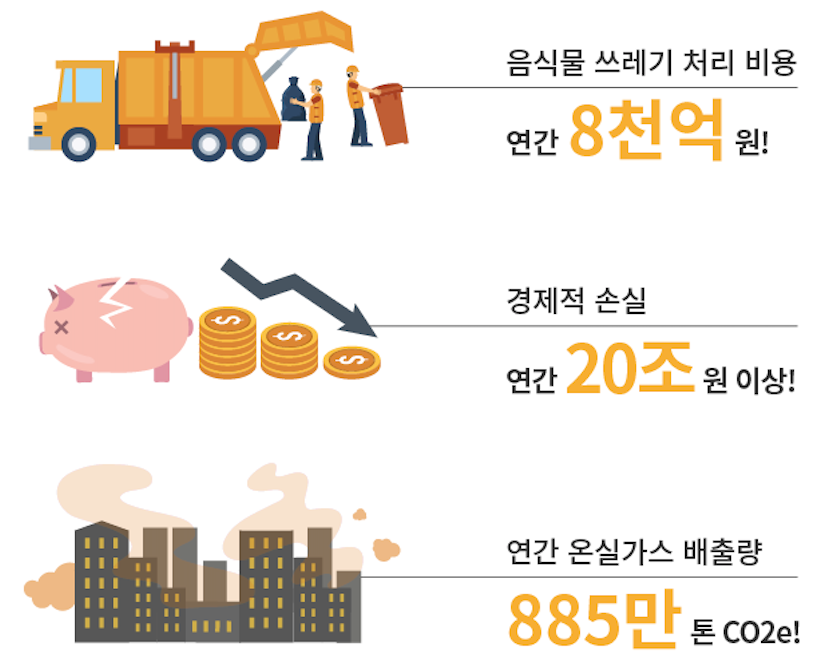 음식물 쓰레기 처리 비용
연간 8천억 원!
경제적 손실
연간 20조 원 이상!
연간 온실가스 배출량
885만 톤 CO2e!